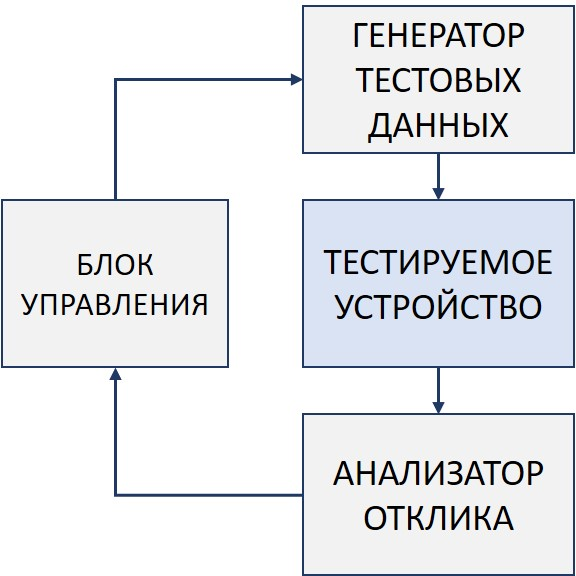 ГЕНЕРАТОР
ТЕСТОВЫХ
ДАННЫХ
БЛОК
УПРАВЛЕНИЯ
ТЕСТИРУЕМОЕ
УСТРОЙСТВО
АНАЛИЗАТОР
ОТКЛИКА